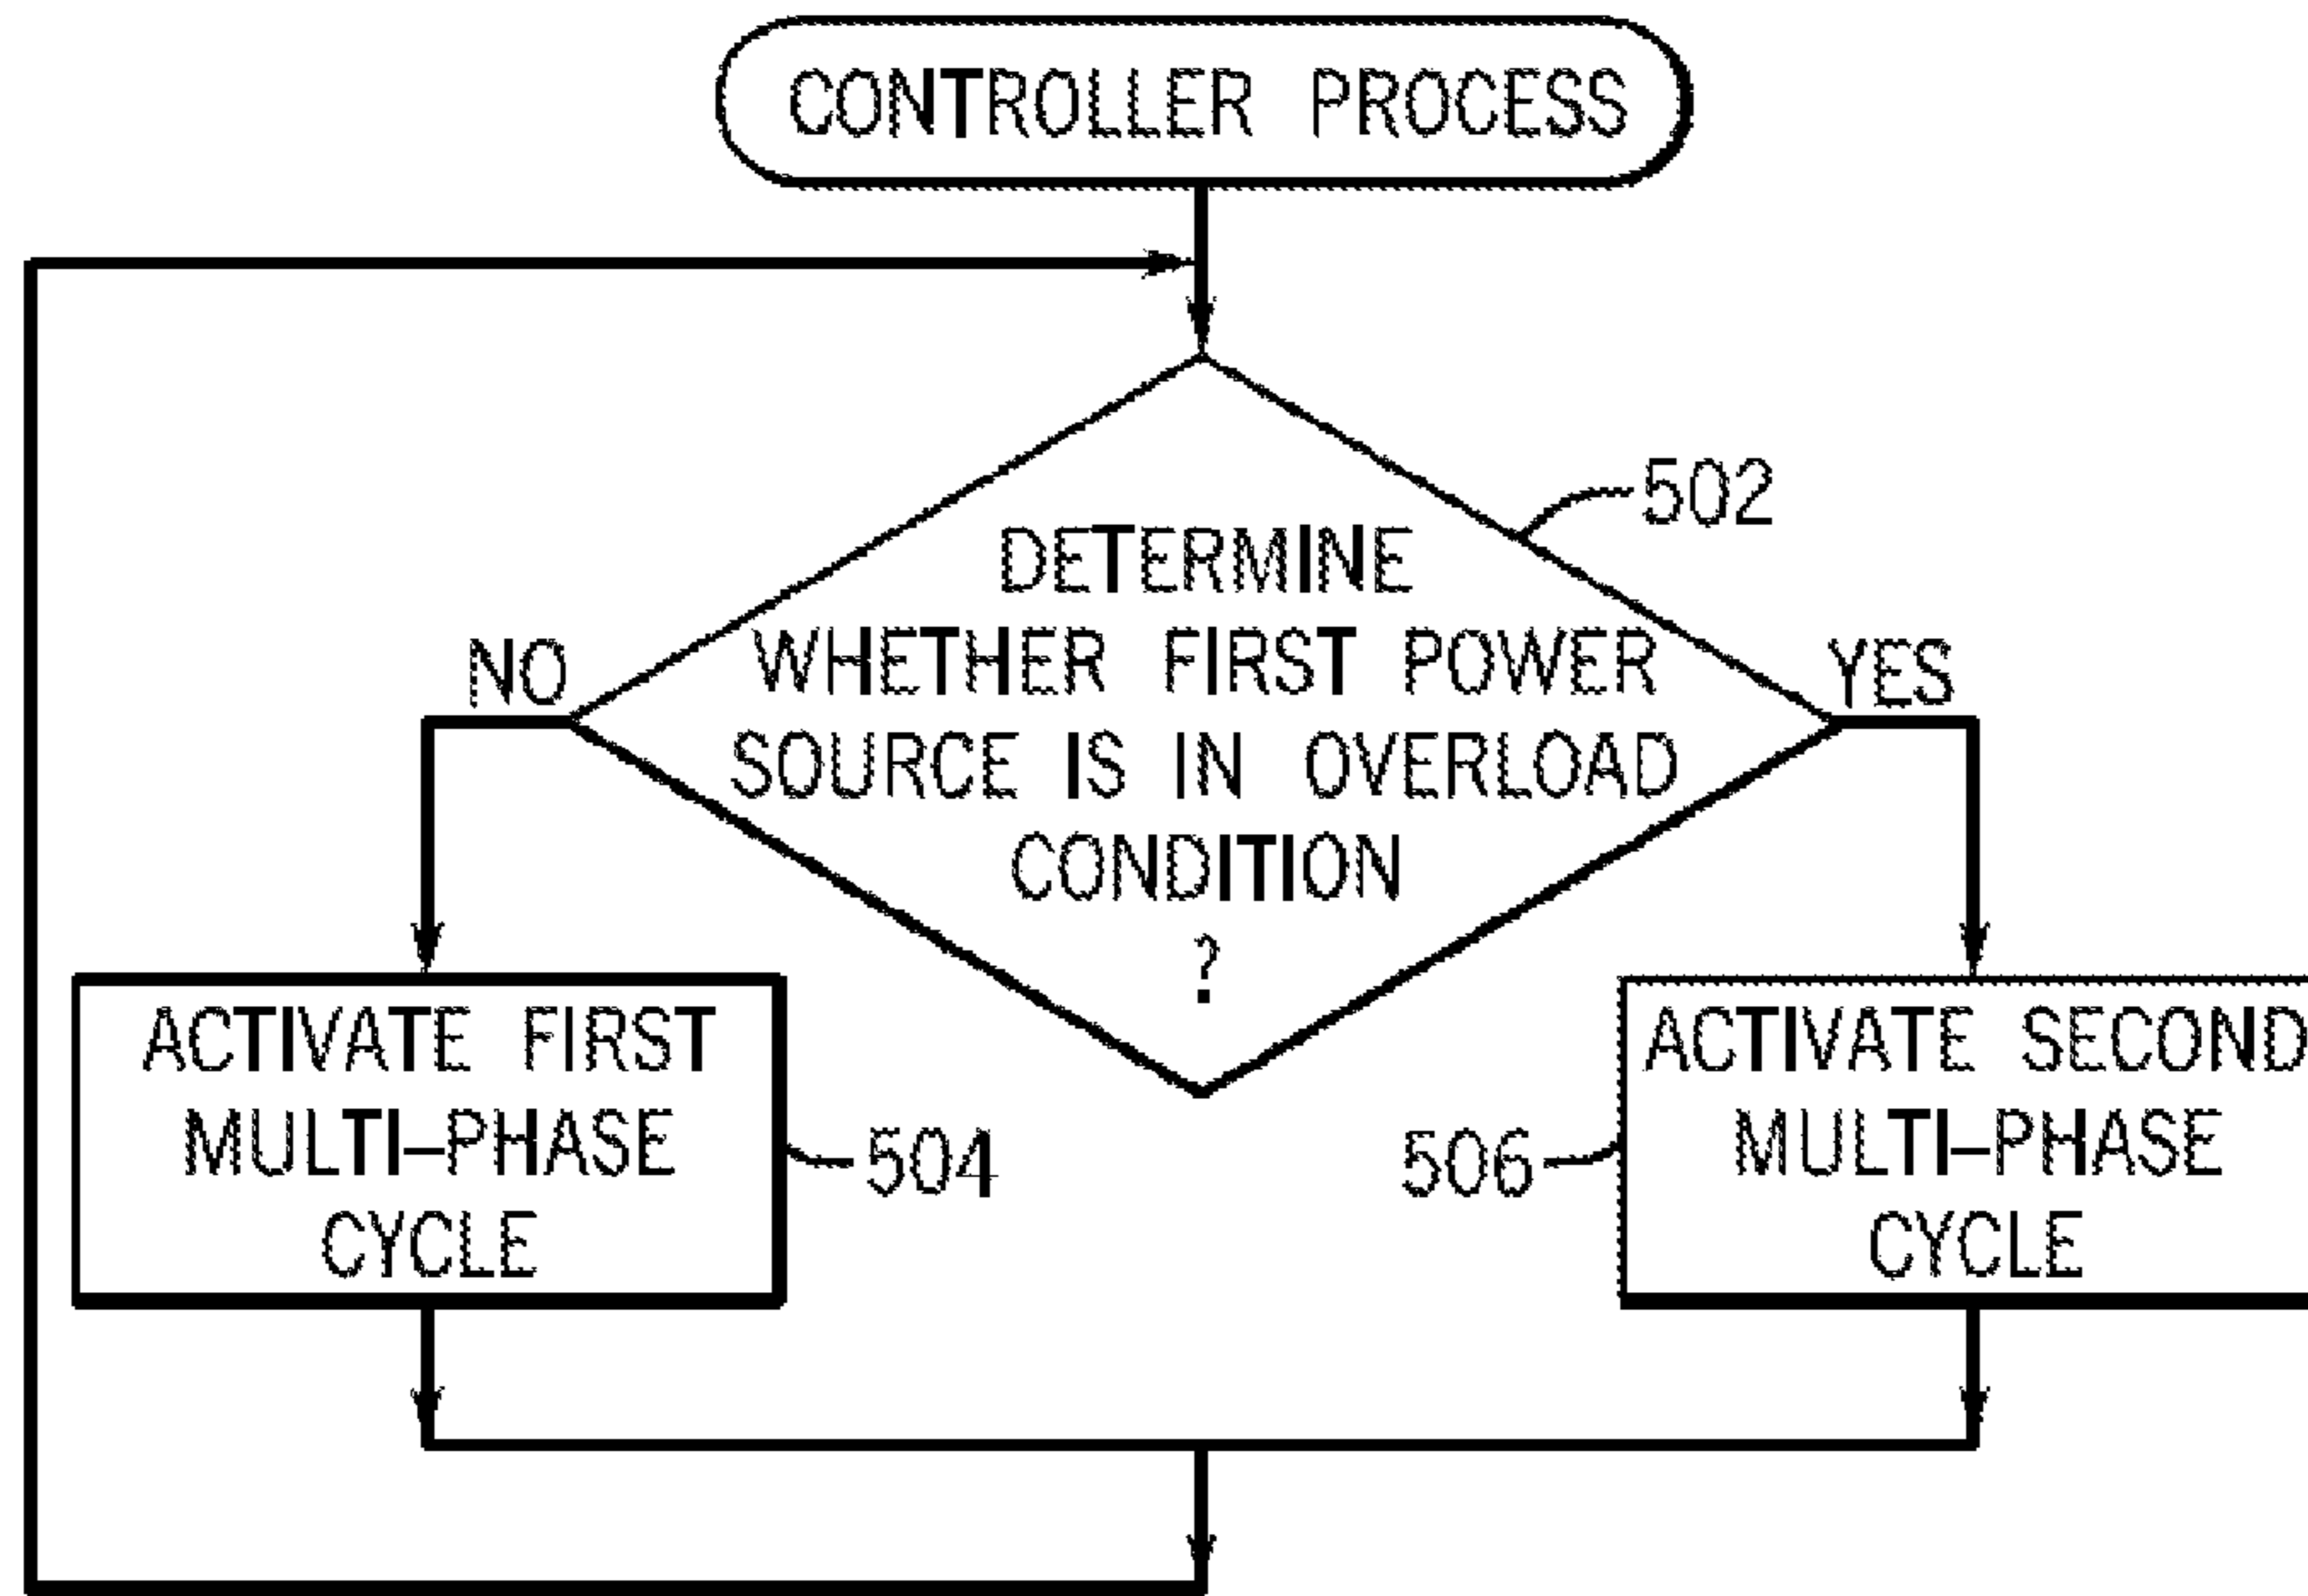 CONTROLLER PROCESS
502
DETERMINE
WHETHER FIRST POWER
SOURCE IS IN OVERLOAD
CONDITION
?
NO
YES
ACTIVATE FIRST
MULTI–PHASE
CYCLE
504
506
ACTIVATE SECOND
MULTI–PHASE
CYCLE